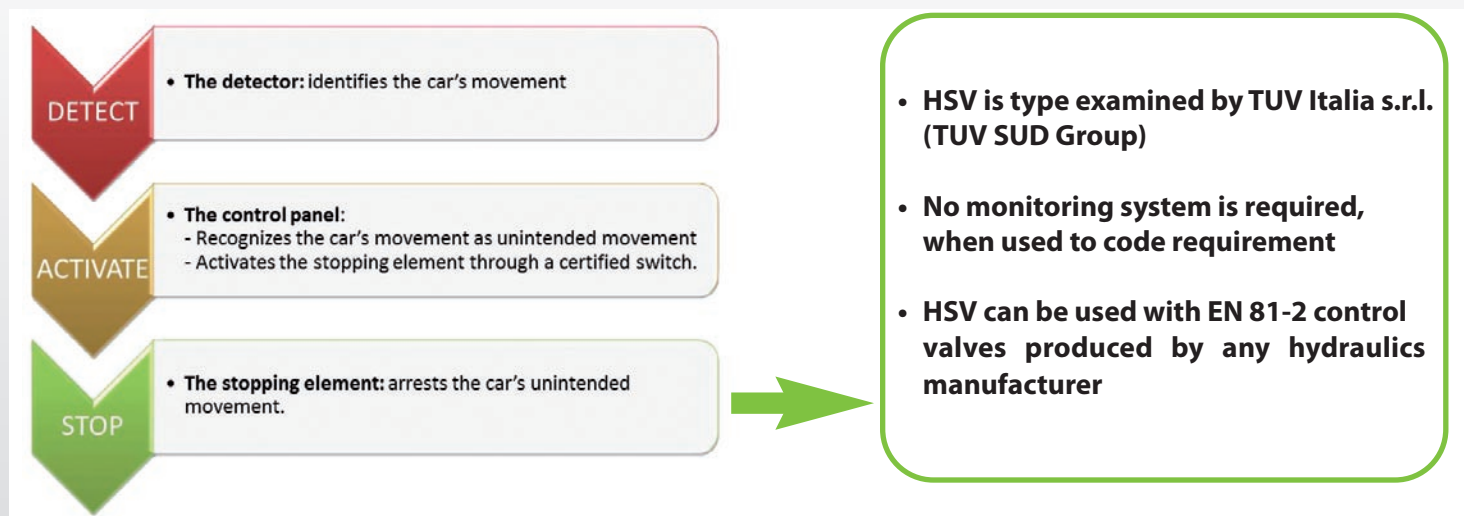 DETECT
• The detector: identifies the car's movement
ACTIVATE
• The control panel:
- Recognizes the car's movement as unintended movement
- Activates the stopping element through a certified switch.
STOP
• The stopping element: arrests the car's unintended
movement.
• HSV is type examined by TUV Italia s.r.l.
(TUV SUD Group)
• No monitoring system is required,
when used to code requirement
• HSV can be used with EN 81-2 control
valves produced by any hydraulics
manufacturer